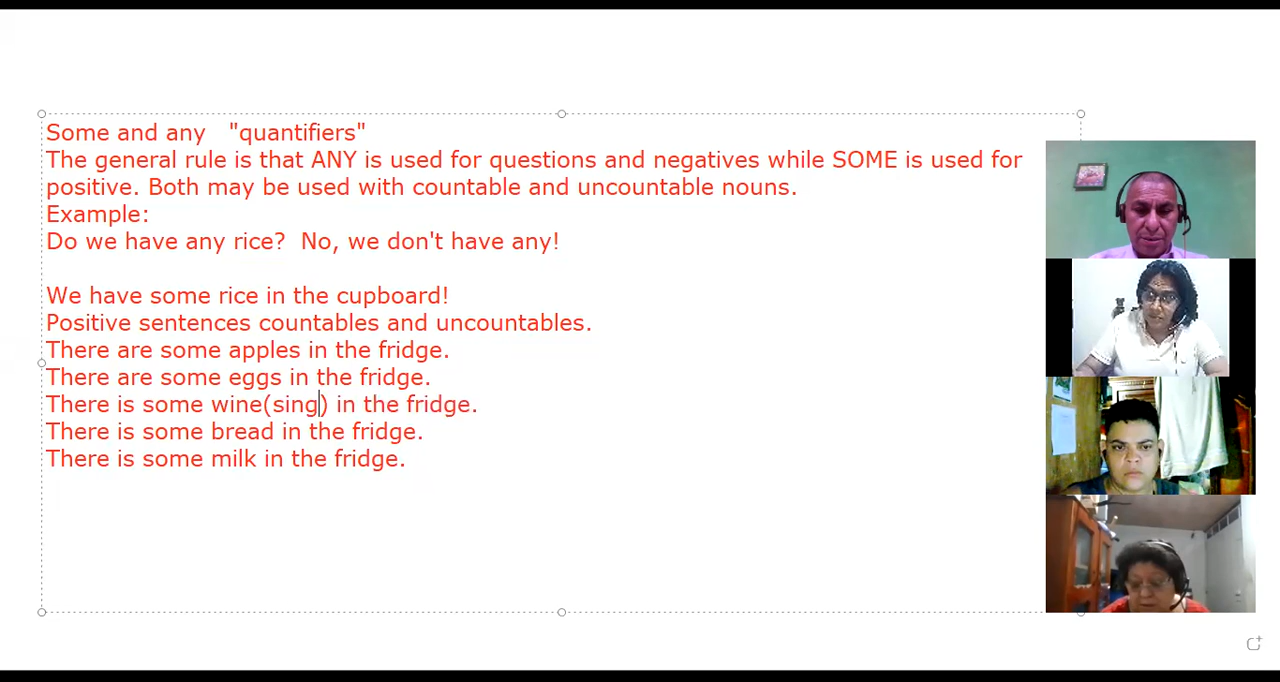 Some and any "quantifiers"
The general rule is that ANY is used for questions and negatives while SOME is used for
positive. Both may be used with countable and uncountable nouns.
Example:
Do we have any rice? No, we don't have any!
We have some rice in the cupboard!
Positive sentences countables and uncountables.
There are some apples in the fridge.
There are some eggs in the fridge.
There is some wine(sing) in the fridge.
There is some bread in the fridge.
There is some milk in the fridge.